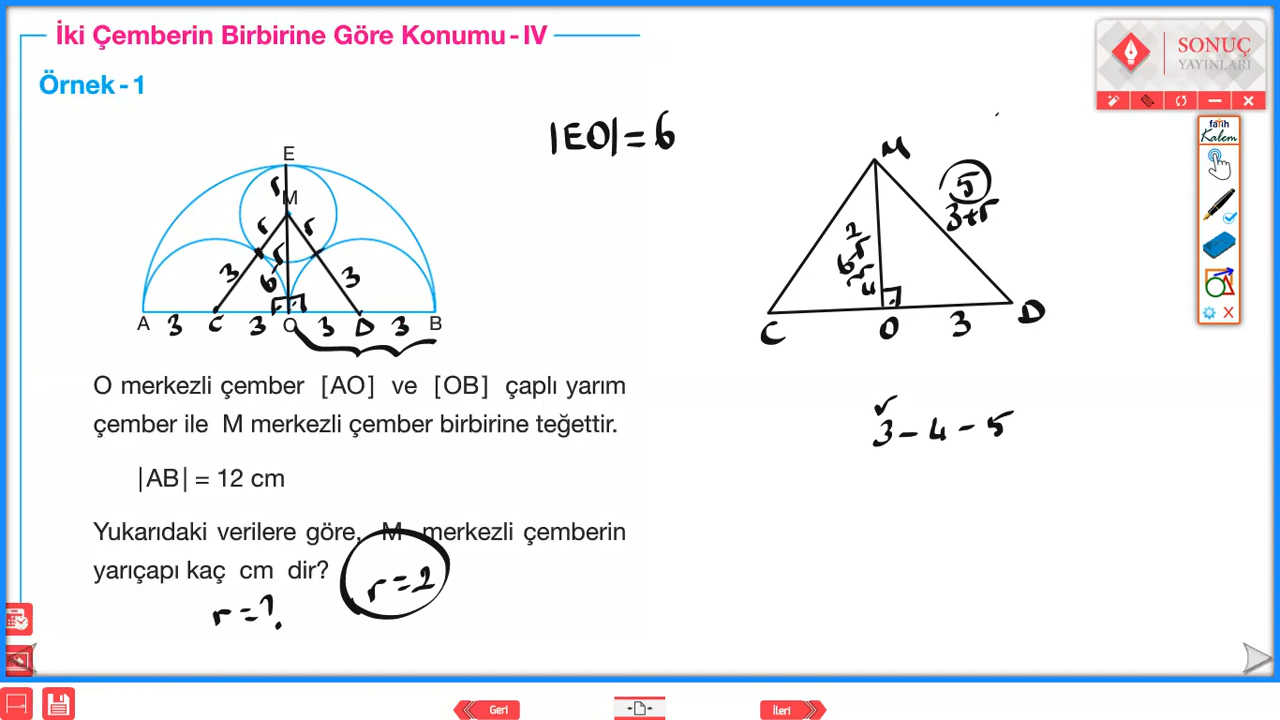 İki Çemberin Birbirine Göre Konumu - IV
Örnek - 1
SONUÇ
YAYINLARI
fatih
Kalem
|EO| = 6
E
M
r
r
r
r
3
3
6
A 3 C 3 O 3 D 3 B
M
5
3+r
2
6-r
4
C O 3 D
3 - 4 - 5
O merkezli çember [AO] ve [OB] çaplı yarım
çember ile M merkezli çember birbirine teğettir.
|AB| = 12 cm
Yukarıdaki verilere göre, M merkezli çemberin
yarıçapı kaç cm dir?
r = 2
r = ?
Geri
İleri